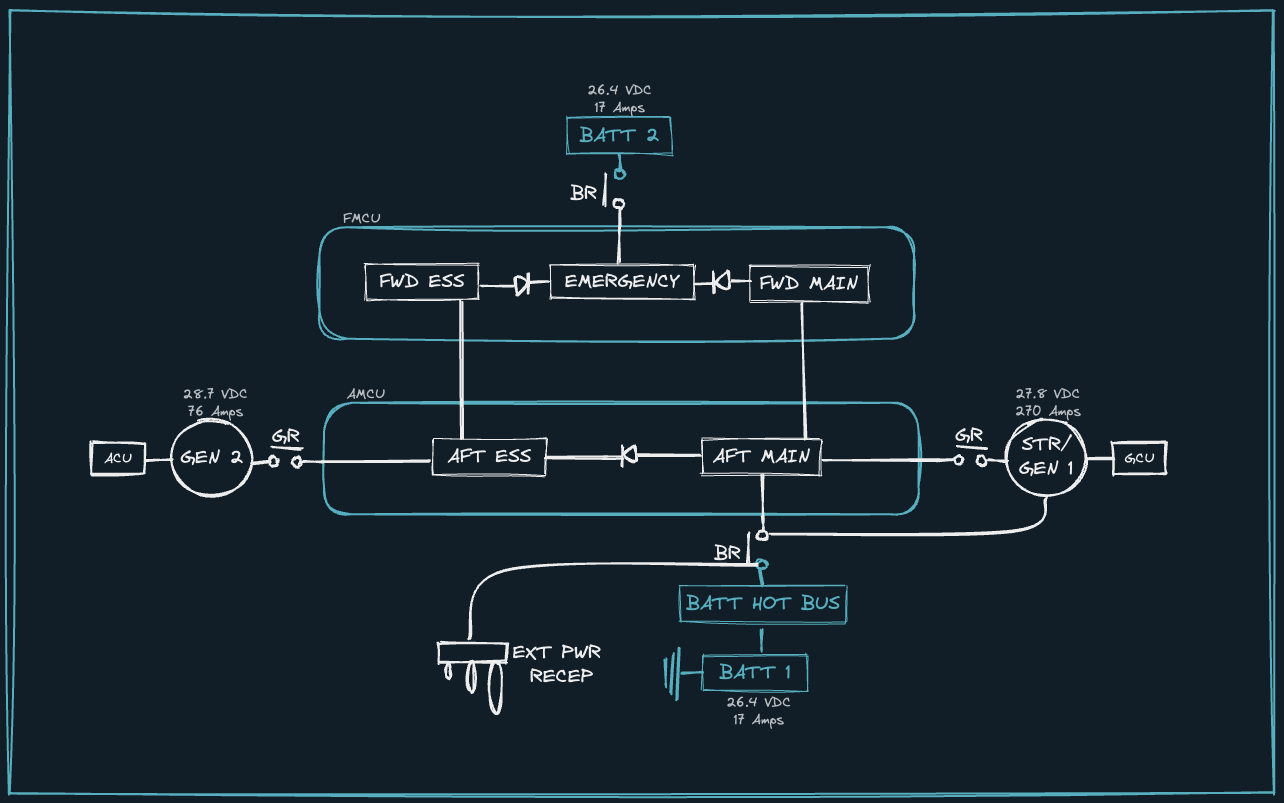 26.4 VDC
17 Amps
BATT 2
BR
FMCU
FWD ESS
EMERGENCY
FWD MAIN
28.7 VDC
76 Amps
AMCU
27.8 VDC
270 Amps
ACU
GEN 2
GR
AFT ESS
AFT MAIN
GR
STR/
GEN 1
GCU
BR
BATT HOT BUS
EXT PWR
RECEP
BATT 1
26.4 VDC
17 Amps